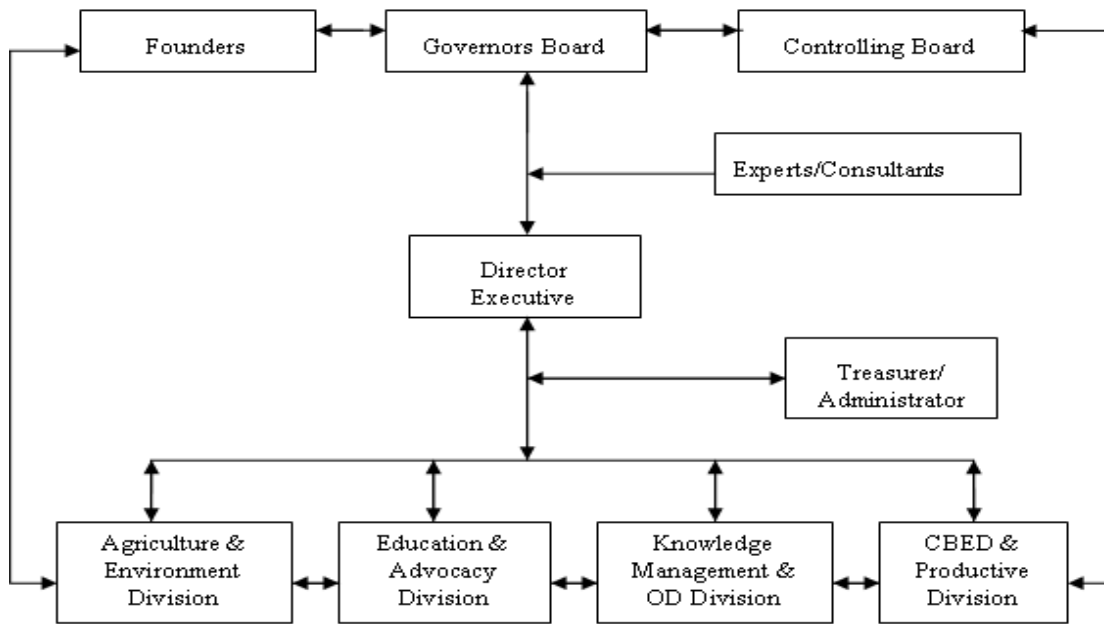 Founders
Governors Board
Controlling Board
Experts/Consultants
Director
Executive
Treasurer/
Administrator
Agriculture &
Environment
Division
Education &
Advocacy
Division
Knowledge
Management &
OD Division
CBED &
Productive
Division